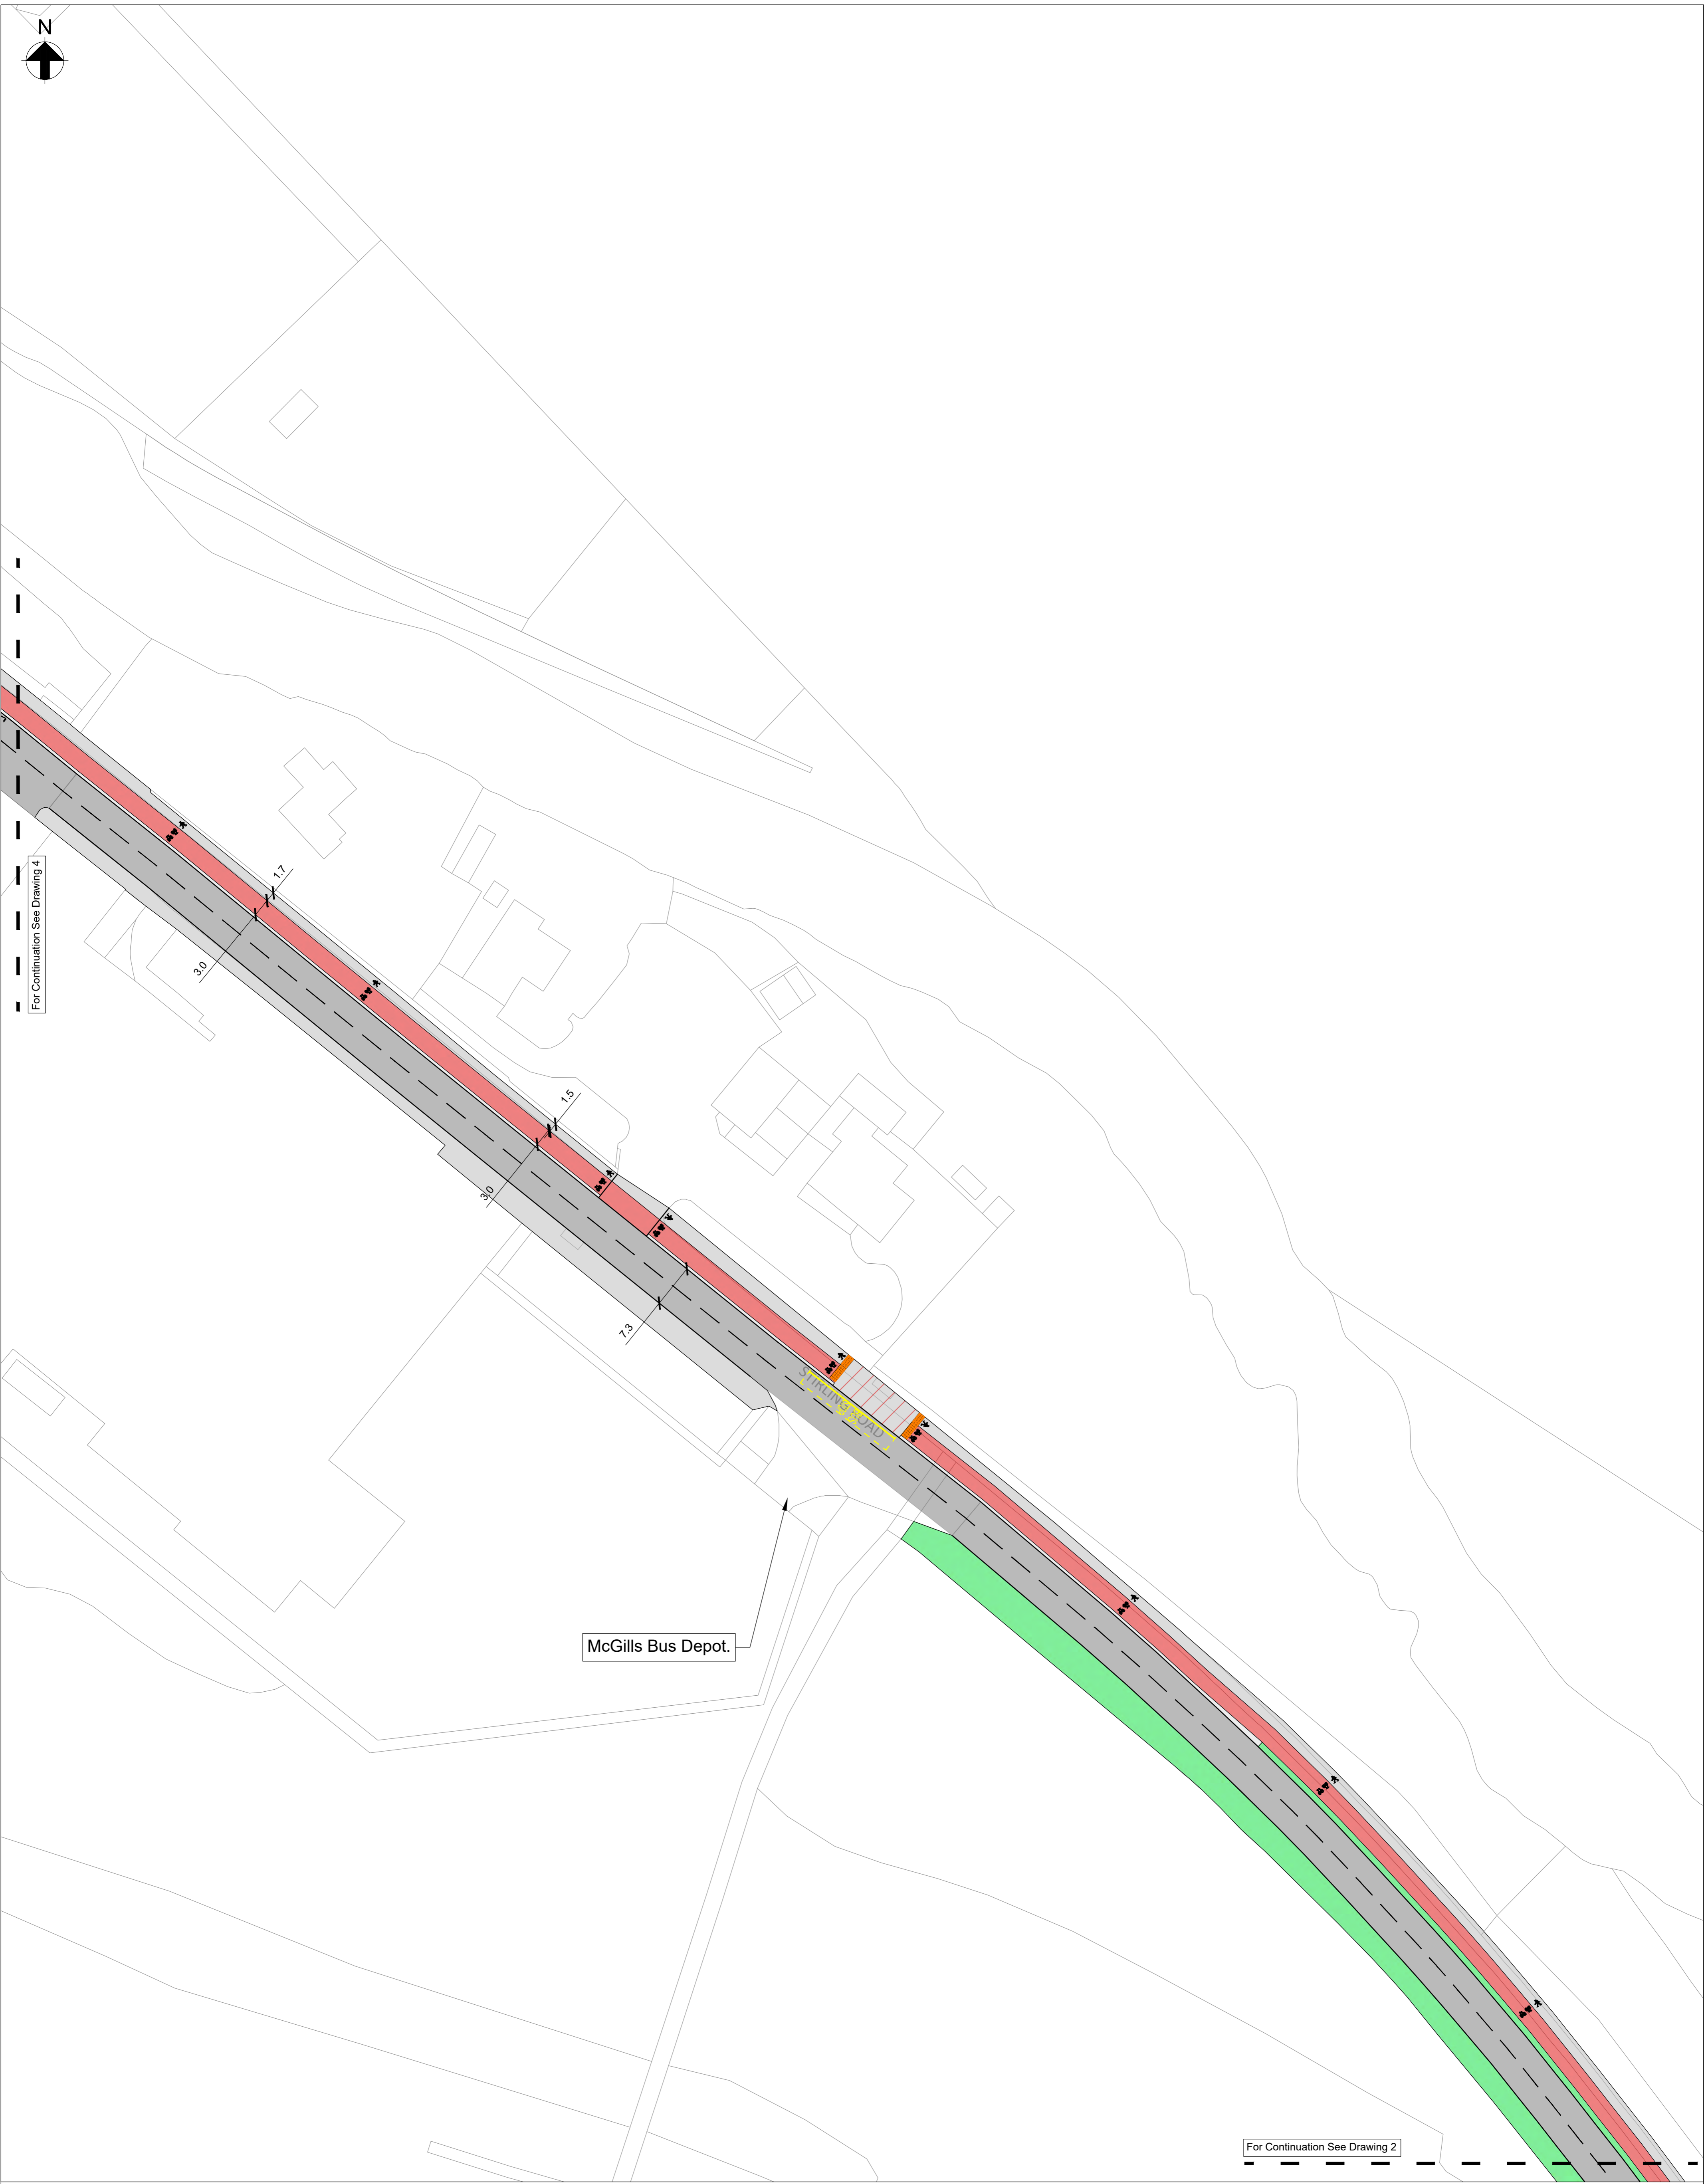 N
For Continuation See Drawing 4
1.7
3.0
1.5
3.0
7.3
STIRLING ROAD
McGills Bus Depot.
For Continuation See Drawing 2